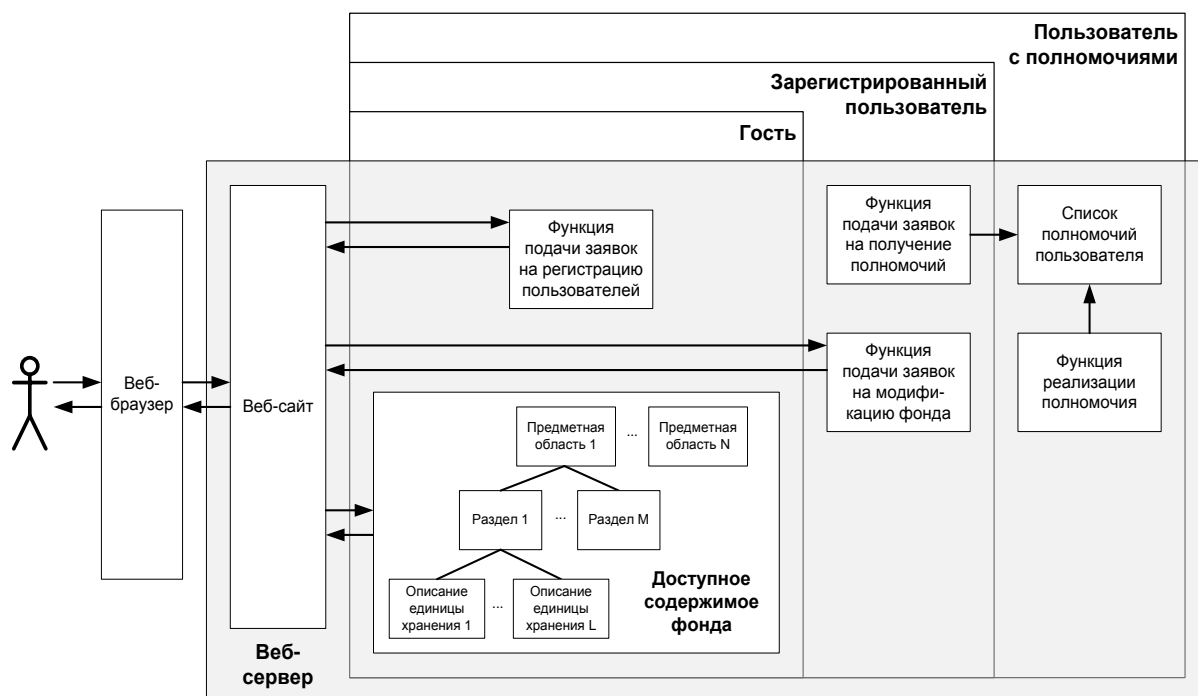 Пользователь
с полномочиями
Зарегистрированный
пользователь
Гость
Функция
подачи заявок
на регистрацию
пользователей
Функция
подачи заявок
на получение
полномочий
Список
полномочий
пользователя
Веб-
браузер
Веб-сайт
Функция
подачи заявок
на модифи-
кацию фонда
Функция
реализации
полномочия
Предметная
область 1
...
Предметная
область N
Раздел 1
...
Раздел M
Описание
единицы
хранения 1
...
Описание
единицы
хранения L
Доступное
содержимое
фонда
Веб-
сервер